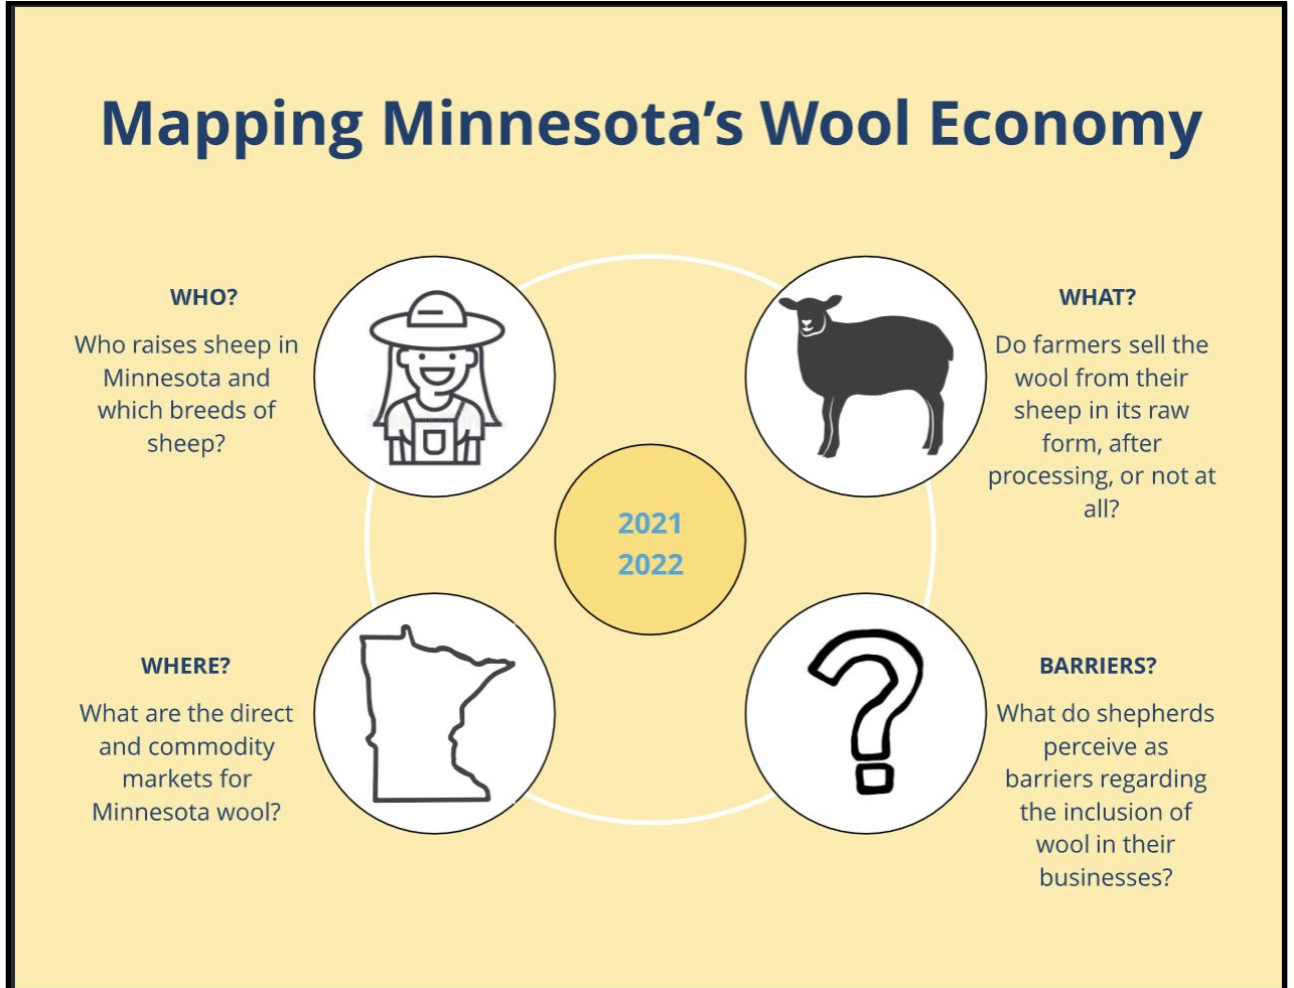 Mapping Minnesota’s Wool Economy
WHO?
Who raises sheep in
Minnesota and
which breeds of
sheep?
WHAT?
Do farmers sell the
wool from their
sheep in its raw
form, after
processing, or not at
all?
2021
2022
WHERE?
What are the direct
and commodity
markets for
Minnesota wool?
BARRIERS?
What do shepherds
perceive as
barriers regarding
the inclusion of
wool in their
businesses?